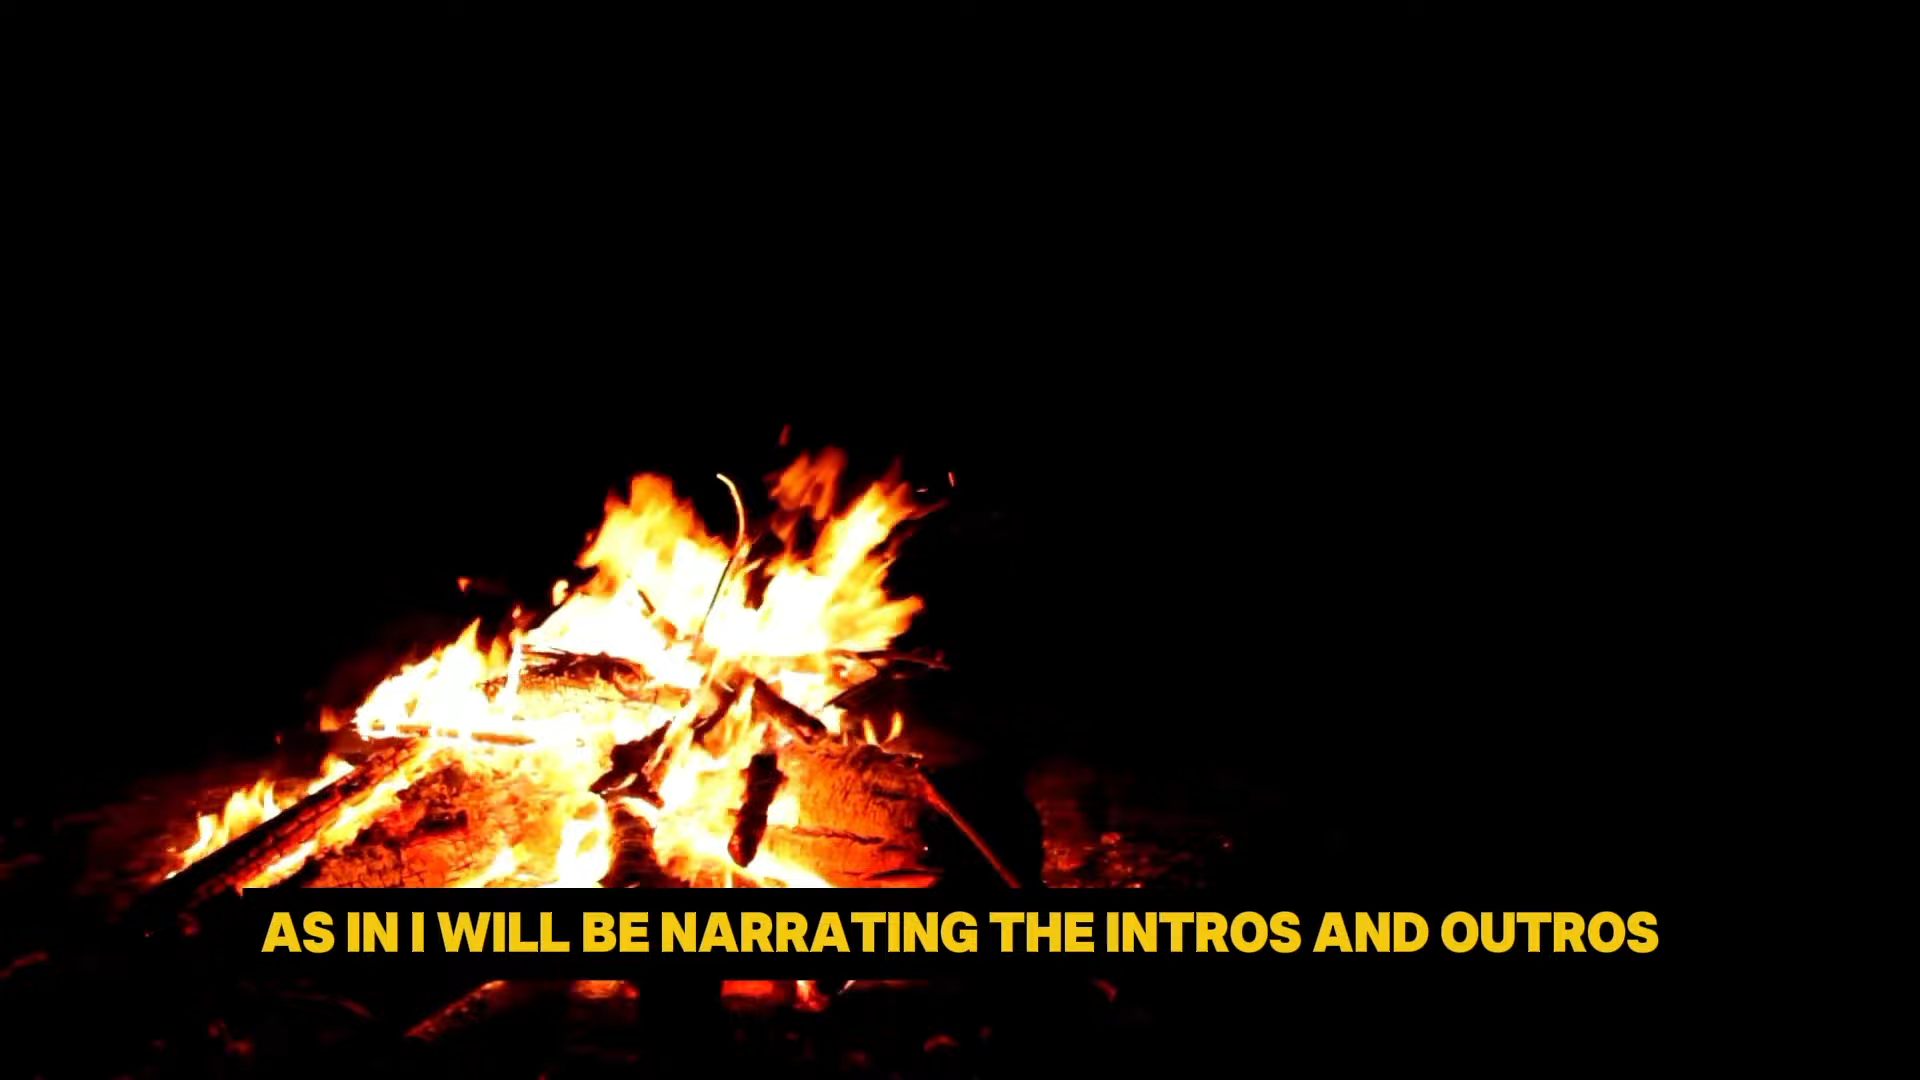 AS IN I WILL BE NARRATING THE INTROS AND OUTROS